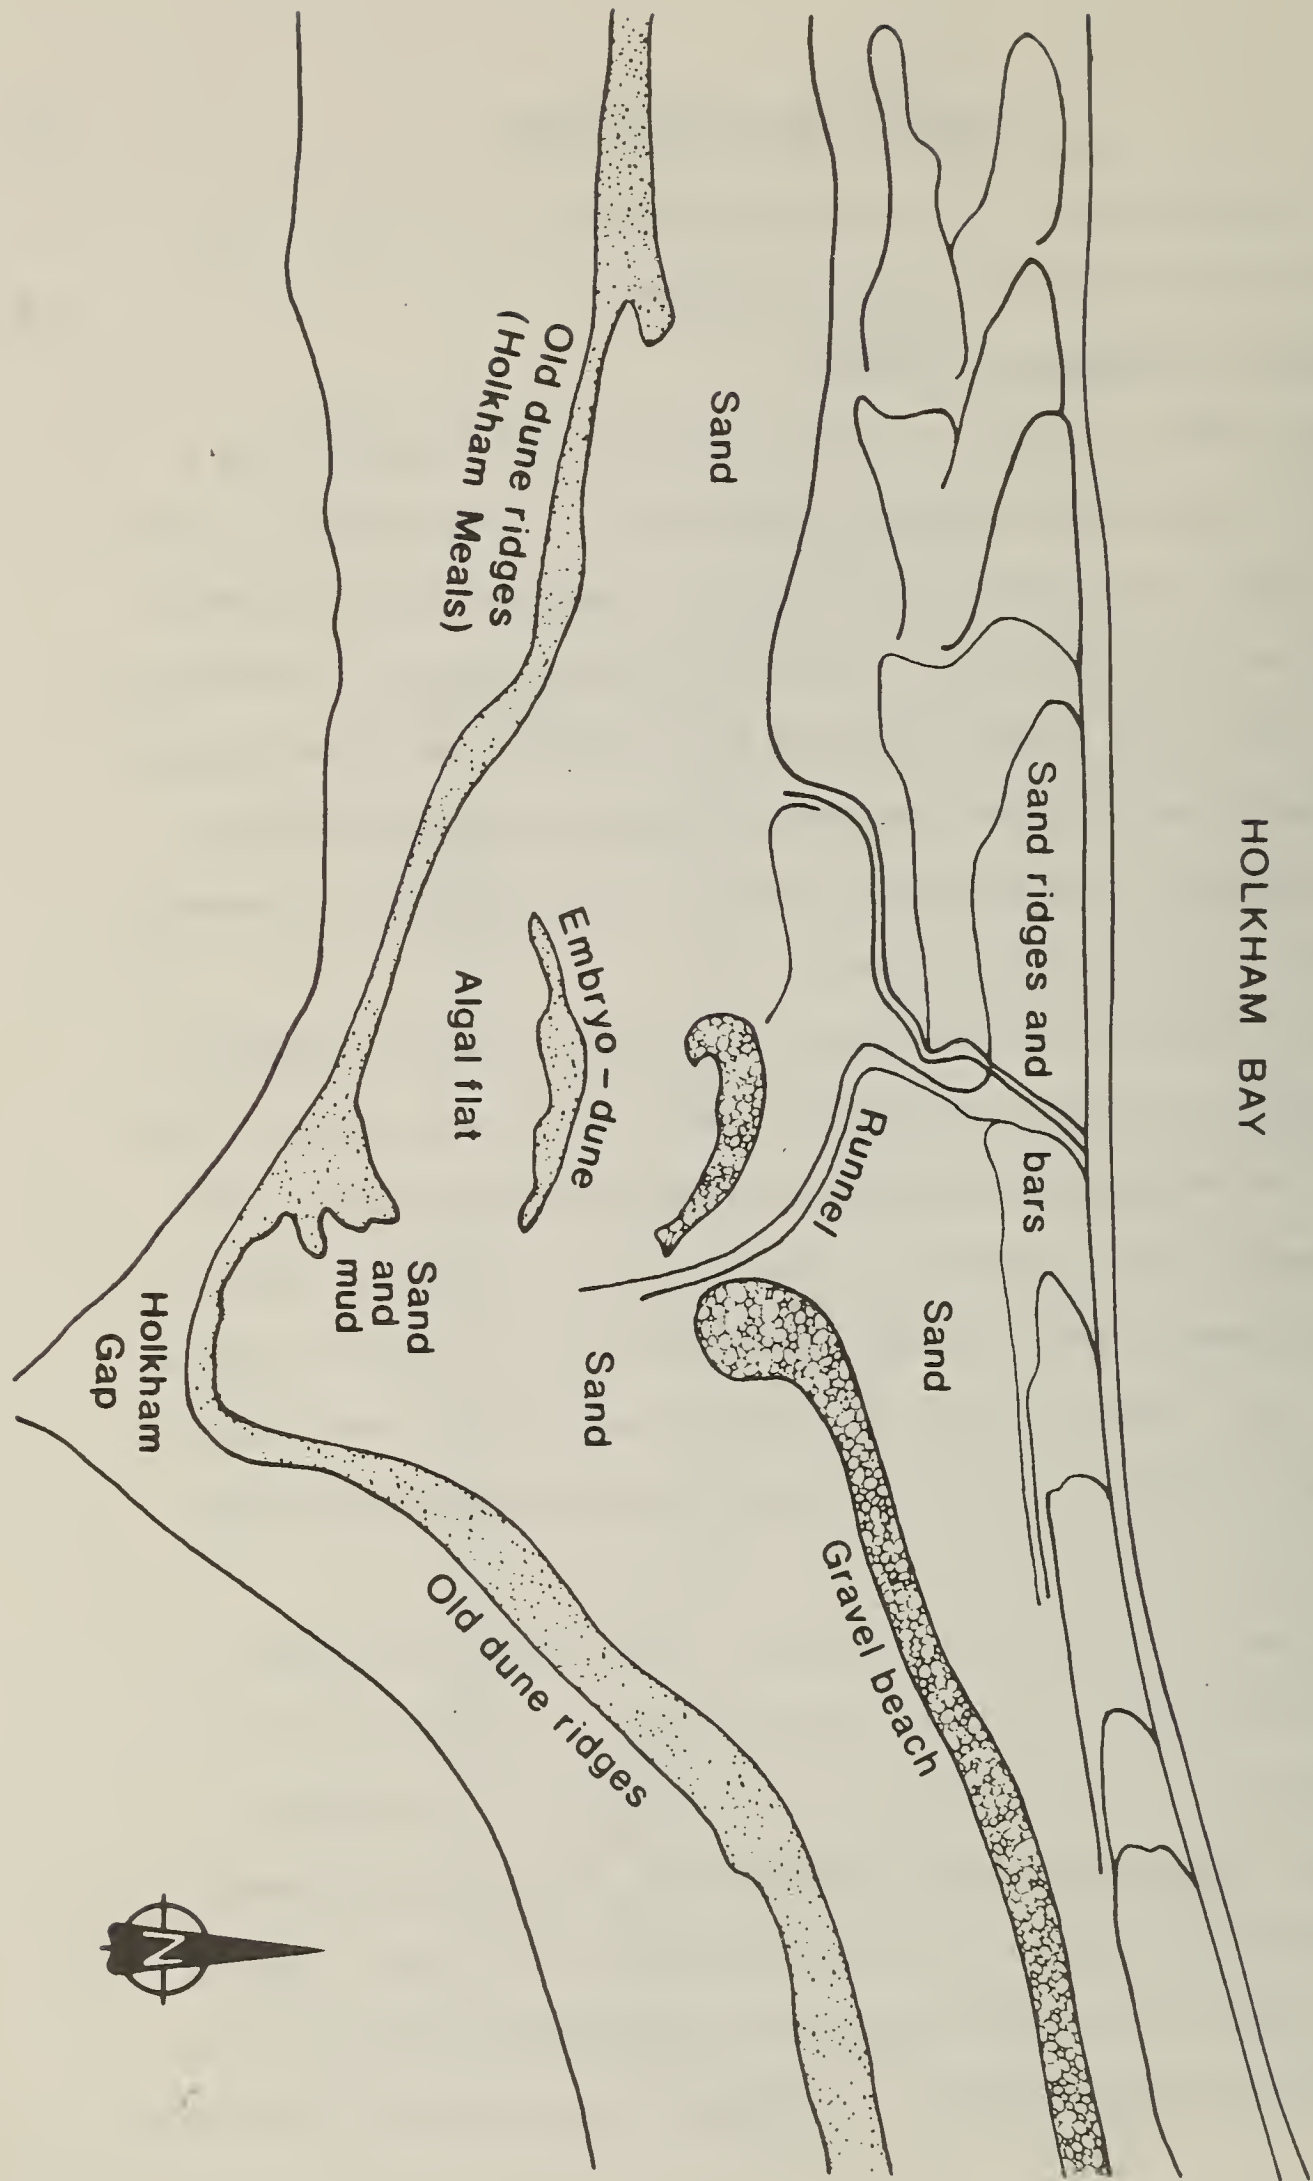 HOLKHAM BAY
Sand ridges and bars
Sand
Sand
Runnel
Gravel beach
Embryo – dune
Sand
Old dune ridges
(Holkham Meals)
Algal flat
Sand
and
mud
Old dune ridges
Holkham
Gap
N